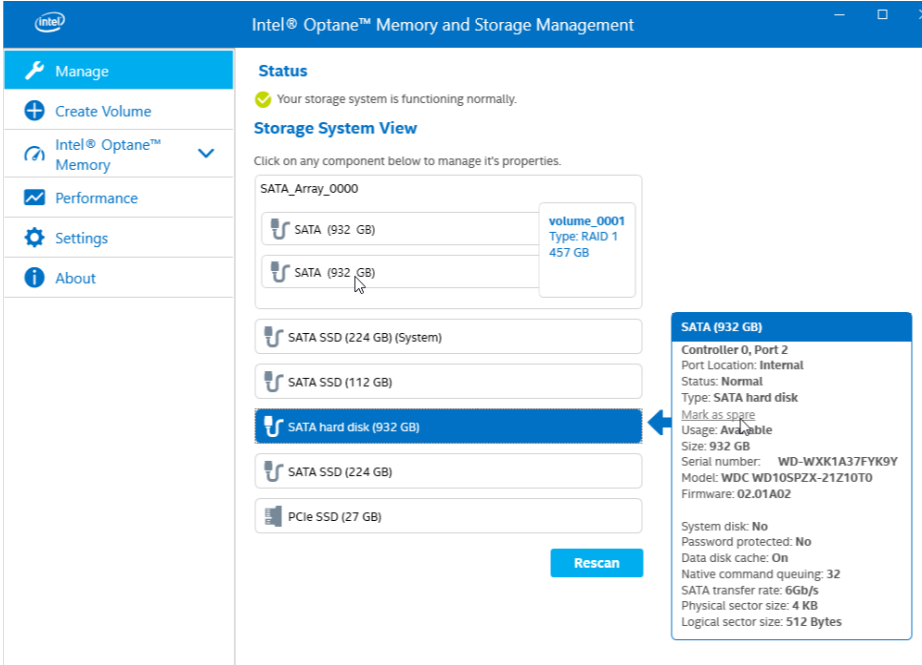 intel
Intel® Optane™ Memory and Storage Management
Manage
Create Volume
Intel® Optane™
Memory
Performance
Settings
About
Status
Your storage system is functioning normally.
Storage System View
Click on any component below to manage it's properties.
SATA_Array_0000
SATA (932 GB)
SATA (932 GB)
volume_0001
Type: RAID 1
457 GB
SATA SSD (224 GB) (System)
SATA SSD (112 GB)
SATA hard disk (932 GB)
SATA SSD (224 GB)
PCIe SSD (27 GB)
Rescan
SATA (932 GB)
Controller 0, Port 2
Port Location: Internal
Status: Normal
Type: SATA hard disk
Mark as spare
Usage: Available
Size: 932 GB
Serial number: WD-WXK1A37FYK9Y
Model: WDC WD10SPZX-21Z10T0
Firmware: 02.01A02
System disk: No
Password protected: No
Data disk cache: On
Native command queuing: 32
SATA transfer rate: 6Gb/s
Physical sector size: 4 KB
Logical sector size: 512 Bytes